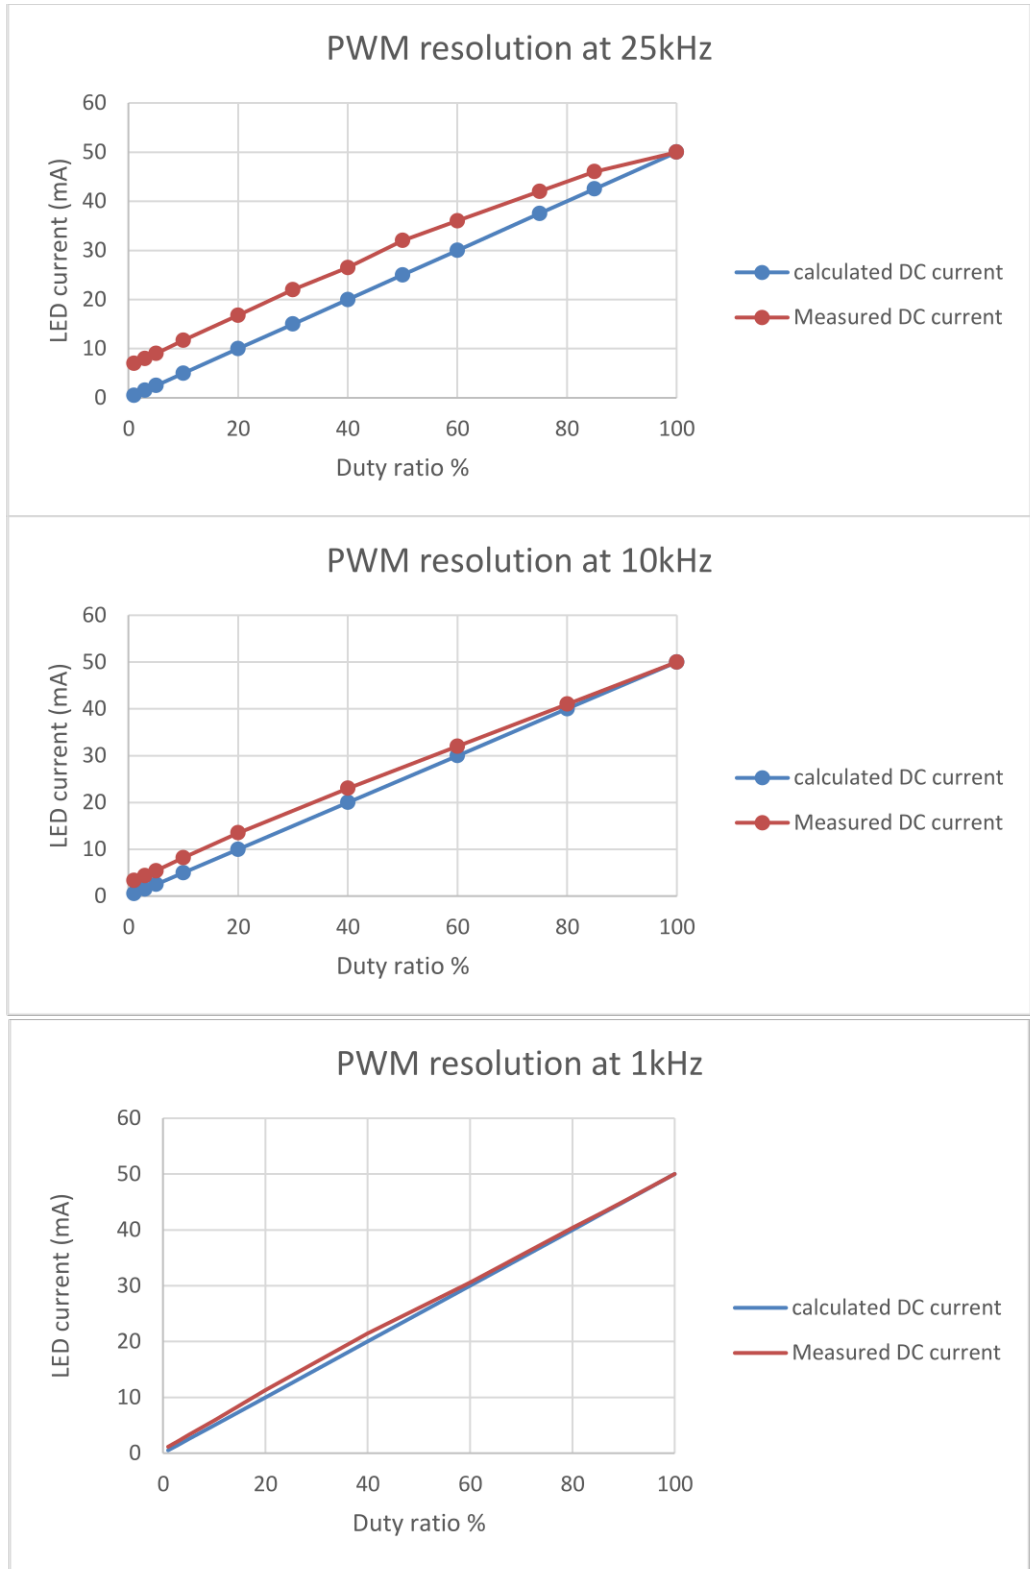 PWM resolution at 25kHz
60
50
40
30
20
10
0
LED current (mA)
0 20 40 60 80 100
Duty ratio %
calculated DC current
Measured DC current
PWM resolution at 10kHz
60
50
40
30
20
10
0
LED current (mA)
0 20 40 60 80 100
Duty ratio %
calculated DC current
Measured DC current
PWM resolution at 1kHz
60
50
40
30
20
10
0
LED current (mA)
0 20 40 60 80 100
Duty ratio %
calculated DC current
Measured DC current